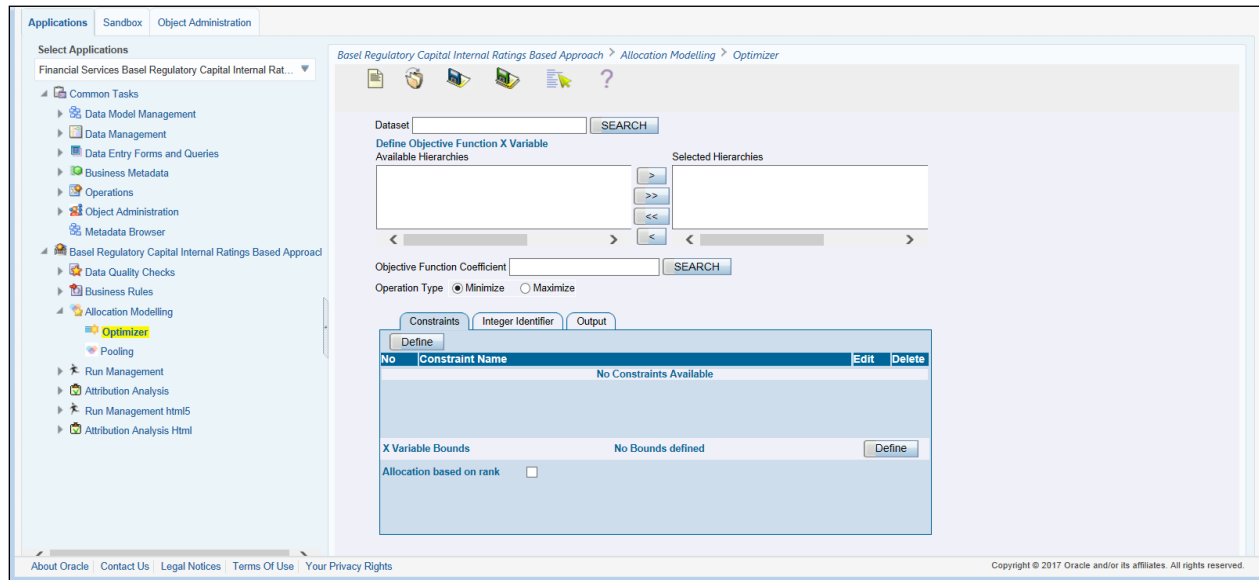 Applications Sandbox Object Administration
Select Applications
Financial Services Basel Regulatory Capital Internal Rat...
Common Tasks
Data Model Management
Data Management
Data Entry Forms and Queries
Business Metadata
Operations
Object Administration
Metadata Browser
Basel Regulatory Capital Internal Ratings Based Approacl
Data Quality Checks
Business Rules
Allocation Modelling
Optimizer
Pooling
Run Management
Attribution Analysis
Run Management html5
Attribution Analysis Html
Basel Regulatory Capital Internal Ratings Based Approach > Allocation Modelling > Optimizer
?
Dataset SEARCH
Define Objective Function X Variable
Available Hierarchies Selected Hierarchies
>
>>
<<
<
Objective Function Coefficient SEARCH
Operation Type Minimize Maximize
Constraints Integer Identifier Output
Define
No Constraint Name Edit Delete
No Constraints Available
X Variable Bounds No Bounds defined Define
Allocation based on rank
About Oracle Contact Us Legal Notices Terms Of Use Your Privacy Rights Copyright © 2017 Oracle and/or its affiliates. All rights reserved.